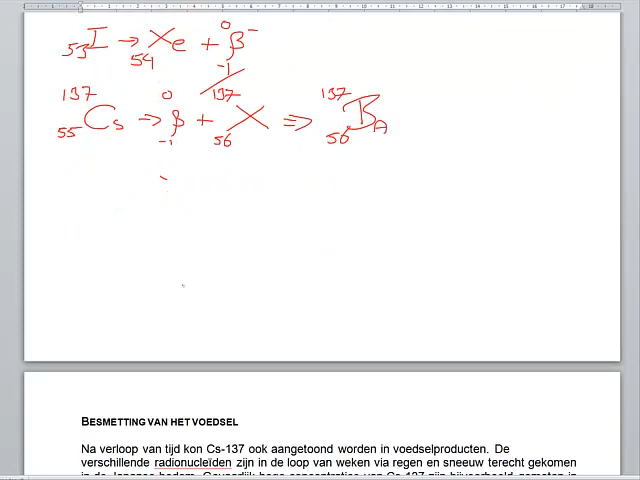 53 I → 54 Xe + 0 -1 β⁻
137 55 Cs → 0 -1 β + 137 56 X ⇒ 137 56 BA
BESMETTING VAN HET VOEDSEL
Na verloop van tijd kon Cs-137 ook aangetoond worden in voedselproducten. De
verschillende radionucleïden zijn in de loop van weken via regen en sneeuw terecht gekomen